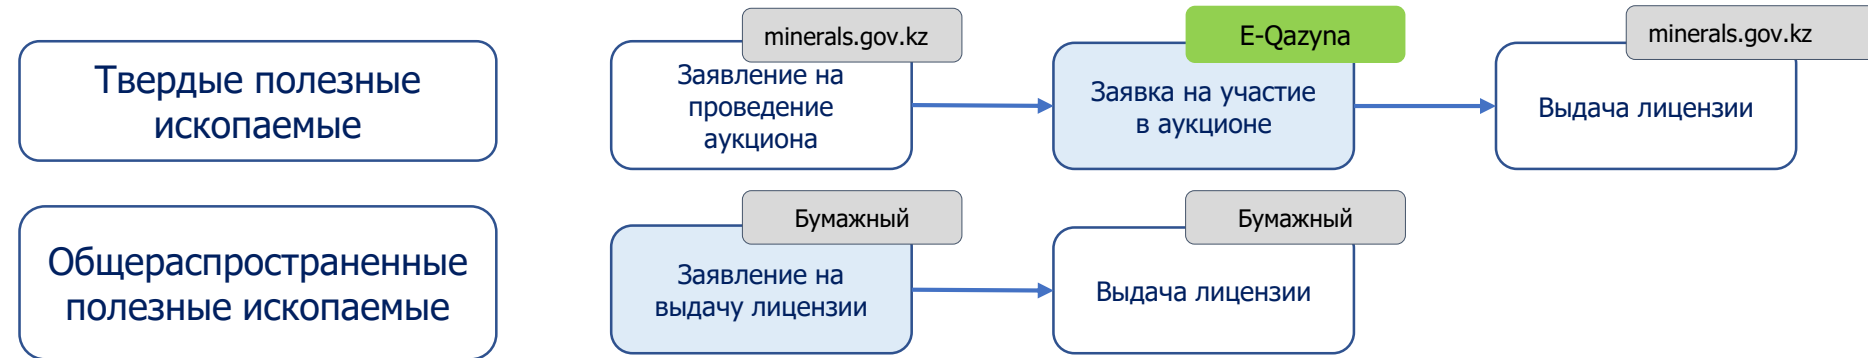 Твердые полезные
ископаемые
minerals.gov.kz
Заявление на
проведение
аукциона
E-Qazyna
Заявка на участие
в аукционе
minerals.gov.kz
Выдача лицензии
Общераспространенные
полезные ископаемые
Бумажный
Заявление на
выдачу лицензии
Бумажный
Выдача лицензии